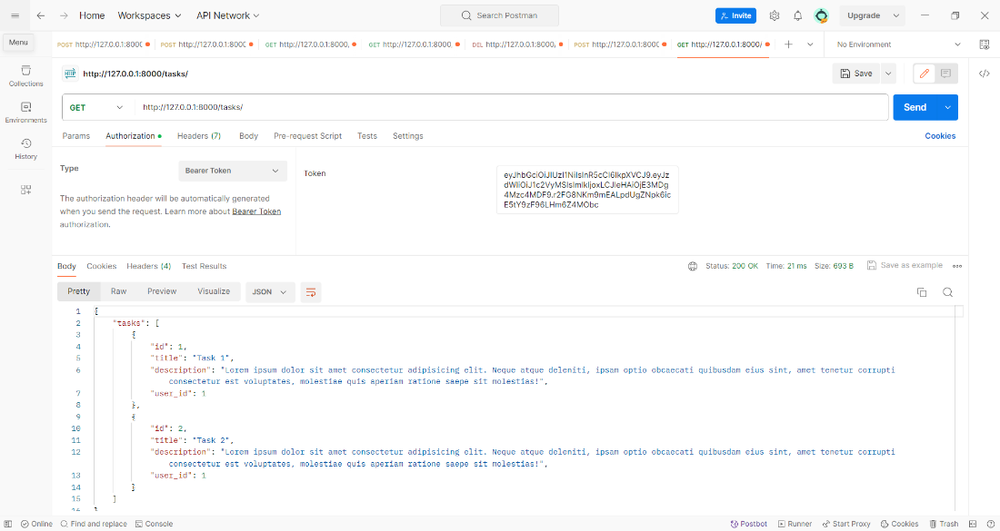 Home Workspaces API Network Search Postman Invite Upgrade
Menu
POST http://127.0.0.1:8000 POST http://127.0.0.1:8000 GET http://127.0.0.1:8000, GET http://127.0.0.1:8000, DEL http://127.0.0.1:8000, POST http://127.0.0.1:8000 GET http://127.0.0.1:8000/ No Environment
Collections
Environments
History
HTTP http://127.0.0.1:8000/tasks/ Save
GET http://127.0.0.1:8000/tasks/ Send
Params Authorization Headers (7) Body Pre-request Script Tests Settings Cookies
Type Bearer Token Token
The authorization header will be automatically generated
when you send the request. Learn more about Bearer Token
authorization.
Body Cookies Headers (4) Test Results Status: 200 OK Time: 21 ms Size: 693 B Save as example
Pretty Raw Preview Visualize JSON
1 [
2 "tasks": [
3 {
4 "id": 1,
5 "title": "Task 1",
6 "description": "Lorem ipsum dolor sit amet consectetur adipisicing elit. Neque atque deleniti, ipsam optio obcaecati quibusdam eius sint, amet tenetur corrupti
consectetur est voluptates, molestiae quis aperiam ratione saepe sit molestias!",
7 "user_id": 1
8 },
9 {
10 "id": 2,
11 "title": "Task 2",
12 "description": "Lorem ipsum dolor sit amet consectetur adipisicing elit. Neque atque deleniti, ipsam optio obcaecati quibusdam eius sint, amet tenetur corrupti
consectetur est voluptates, molestiae quis aperiam ratione saepe sit molestias!",
13 "user_id": 1
14 }
15 ]
16
Online Find and replace Console Postbot Runner Start Proxy Cookies Trash